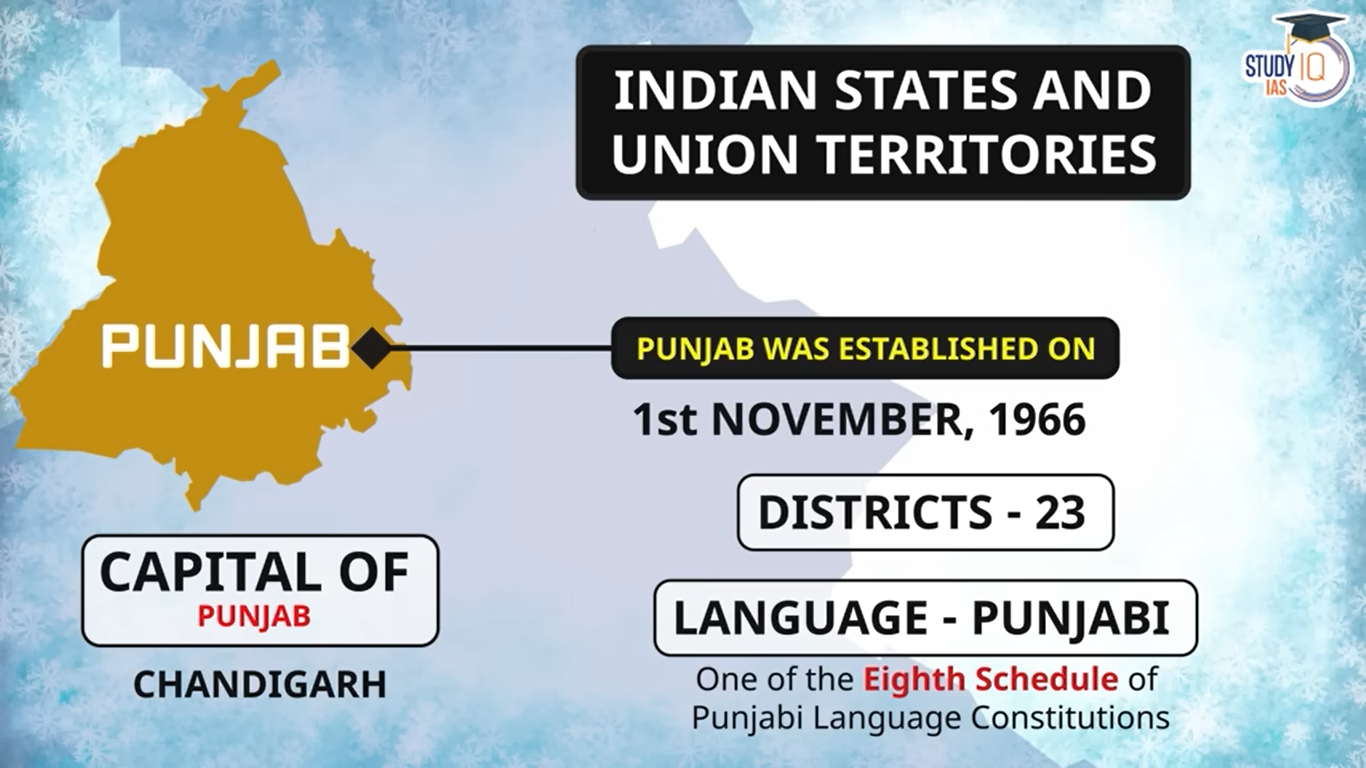 STUDY IQ
IAS
INDIAN STATES AND
UNION TERRITORIES
PUNJAB
PUNJAB WAS ESTABLISHED ON
1st NOVEMBER, 1966
DISTRICTS - 23
CAPITAL OF
PUNJAB
CHANDIGARH
LANGUAGE - PUNJABI
One of the Eighth Schedule of
Punjabi Language Constitutions